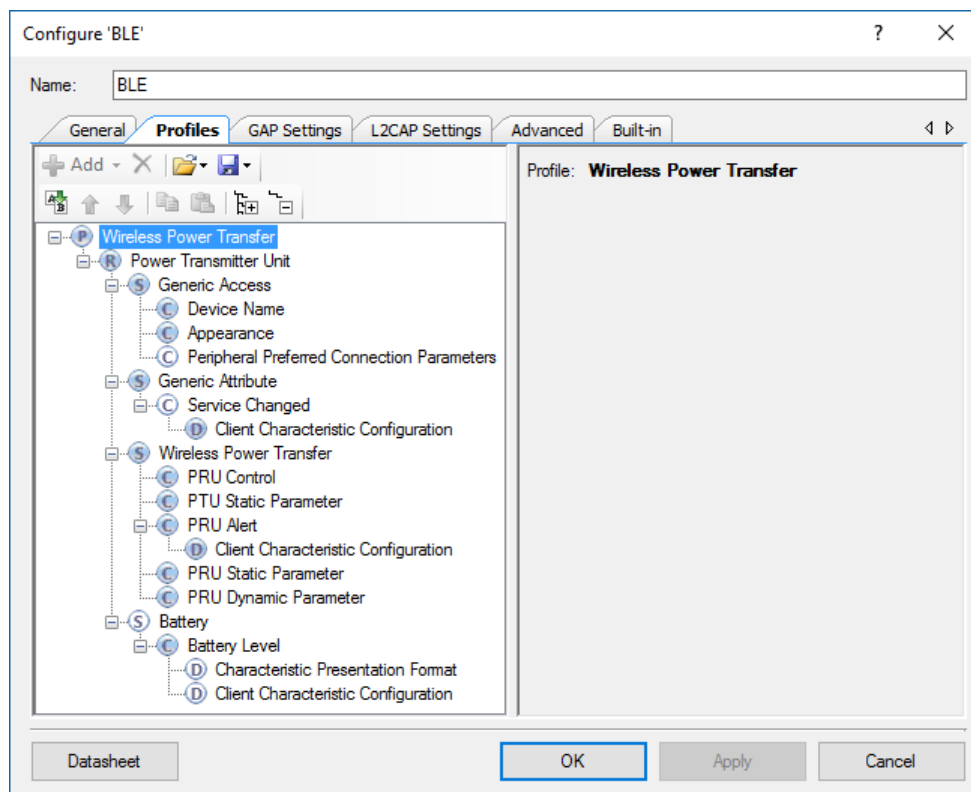 Configure 'BLE'
?
Name: BLE
General Profiles GAP Settings L2CAP Settings Advanced Built-in
Add
Profile: Wireless Power Transfer
A B
P Wireless Power Transfer
R Power Transmitter Unit
S Generic Access
C Device Name
C Appearance
C Peripheral Preferred Connection Parameters
S Generic Attribute
C Service Changed
D Client Characteristic Configuration
S Wireless Power Transfer
C PRU Control
C PTU Static Parameter
C PRU Alert
D Client Characteristic Configuration
C PRU Static Parameter
C PRU Dynamic Parameter
S Battery
C Battery Level
D Characteristic Presentation Format
D Client Characteristic Configuration
Datasheet OK Apply Cancel